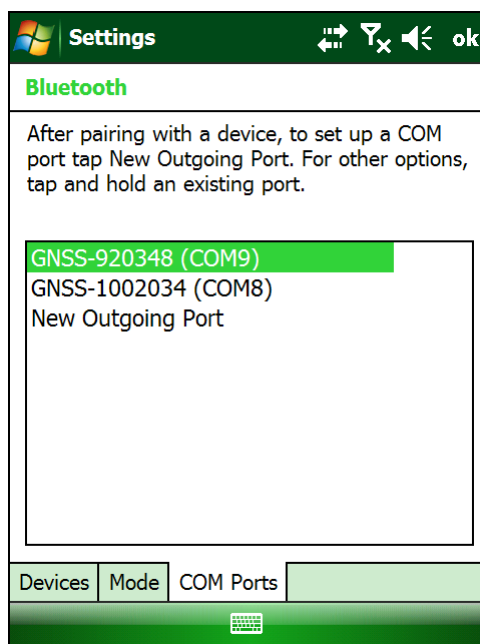 Settings
ok
Bluetooth
After pairing with a device, to set up a COM
port tap New Outgoing Port. For other options,
tap and hold an existing port.
GNSS-920348 (COM9)
GNSS-1002034 (COM8)
New Outgoing Port
Devices Mode COM Ports